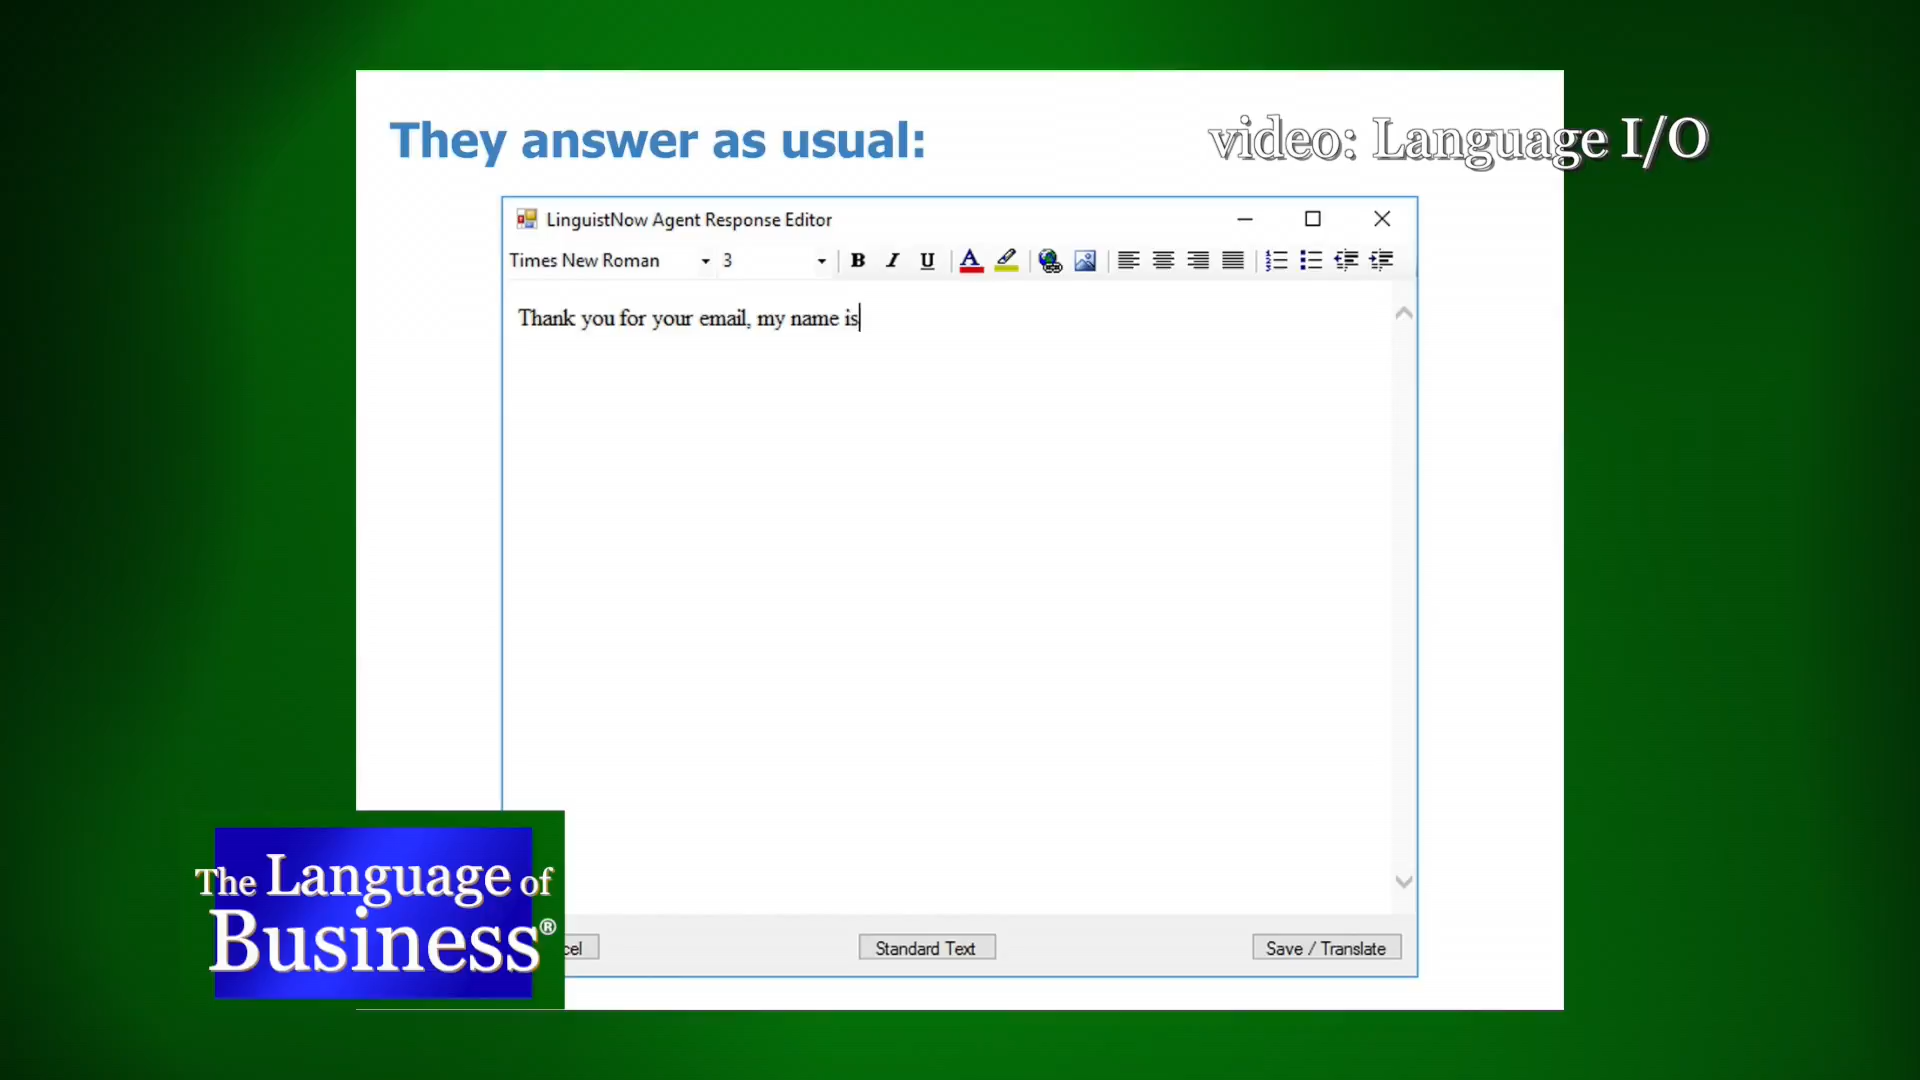 They answer as usual:
video: Language I/O
LinguistNow Agent Response Editor
Times New Roman 3 B I U A
Thank you for your email, my name is
cel Standard Text Save / Translate
The Language of
Business®